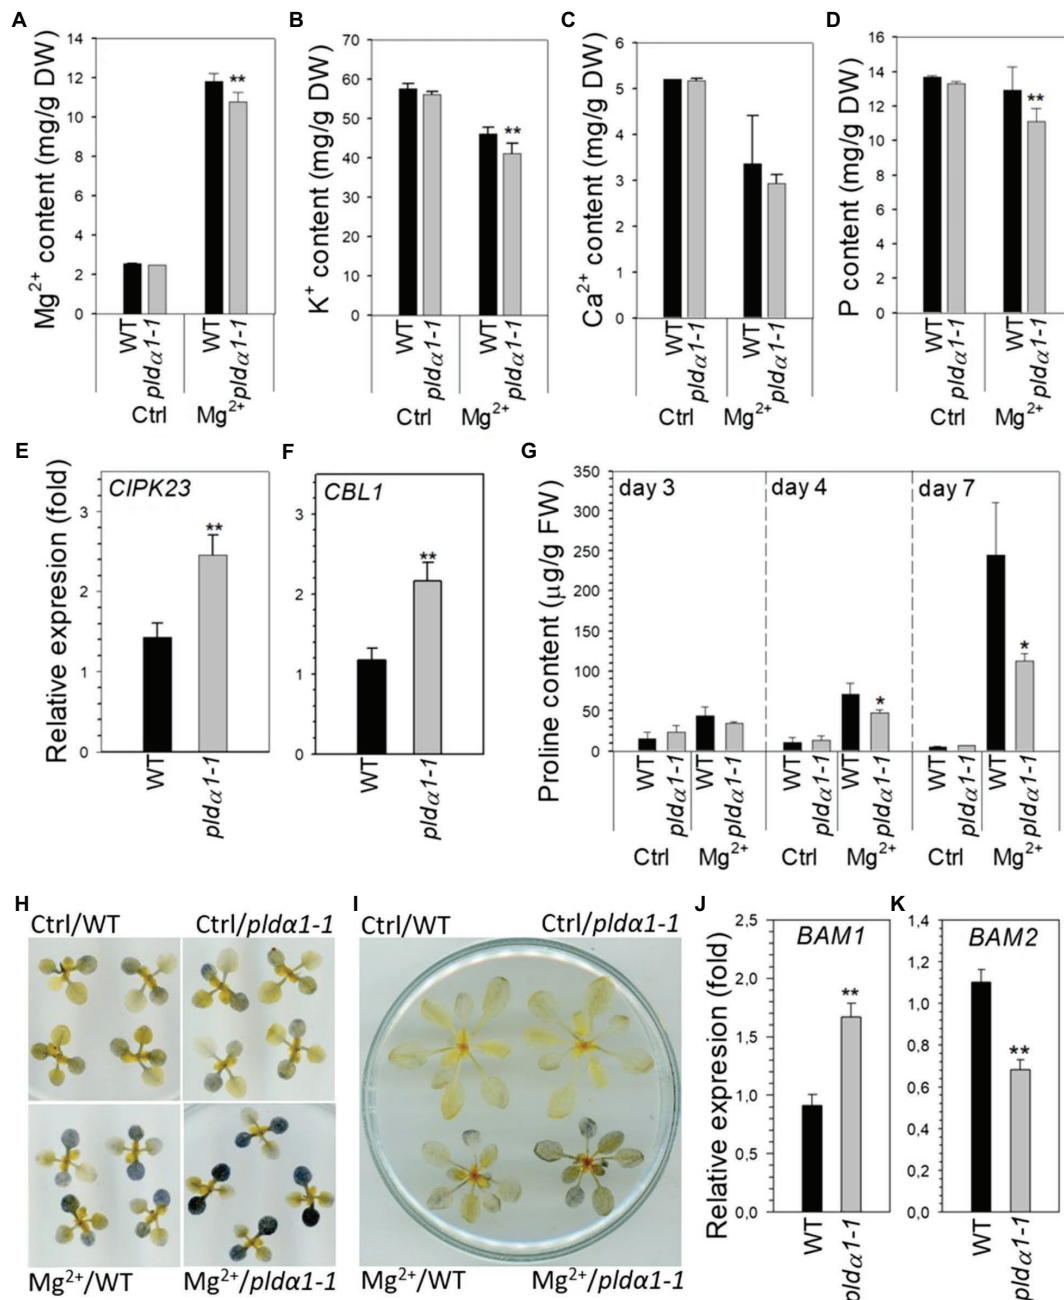 A
Mg2+ content (mg/g DW)
14
12
10
8
6
4
2
0
**
WT
pldα1-1
WT
pldα1-1
Ctrl
Mg2+
B
K+ content (mg/g DW)
70
60
50
40
30
20
10
0
**
WT
pldα1-1
WT
pldα1-1
Ctrl
Mg2+
C
Ca2+ content (mg/g DW)
6
5
4
3
2
1
0
WT
pldα1-1
WT
pldα1-1
Ctrl
Mg2+
D
P content (mg/g DW)
16
14
12
10
8
6
4
2
0
**
WT
pldα1-1
WT
pldα1-1
Ctrl
Mg2+
E
Relative expresion (fold)
CIPK23
3
2
1
0
**
WT
pldα1-1
F
CBL1
3
2
1
0
**
WT
pldα1-1
G
Proline content (µg/g FW)
350
300
250
200
150
100
50
0
day 3
day 4
day 7
*
*
WT
pldα1-1
WT
pldα1-1
WT
pldα1-1
WT
pldα1-1
WT
pldα1-1
WT
pldα1-1
Ctrl
Mg2+
Ctrl
Mg2+
Ctrl
Mg2+
H
Ctrl/WT
Ctrl/pldα1-1
Mg2+/WT
Mg2+/pldα1-1
I
Ctrl/WT
Ctrl/pldα1-1
Mg2+/WT
Mg2+/pldα1-1
J
Relative expresion (fold)
BAM1
2.5
2.0
1.5
1.0
0.5
0.0
**
WT
pldα1-1
K
BAM2
1,4
1,2
1,0
0,8
0,6
0,4
0,2
0,0
**
WT
pldα1-1